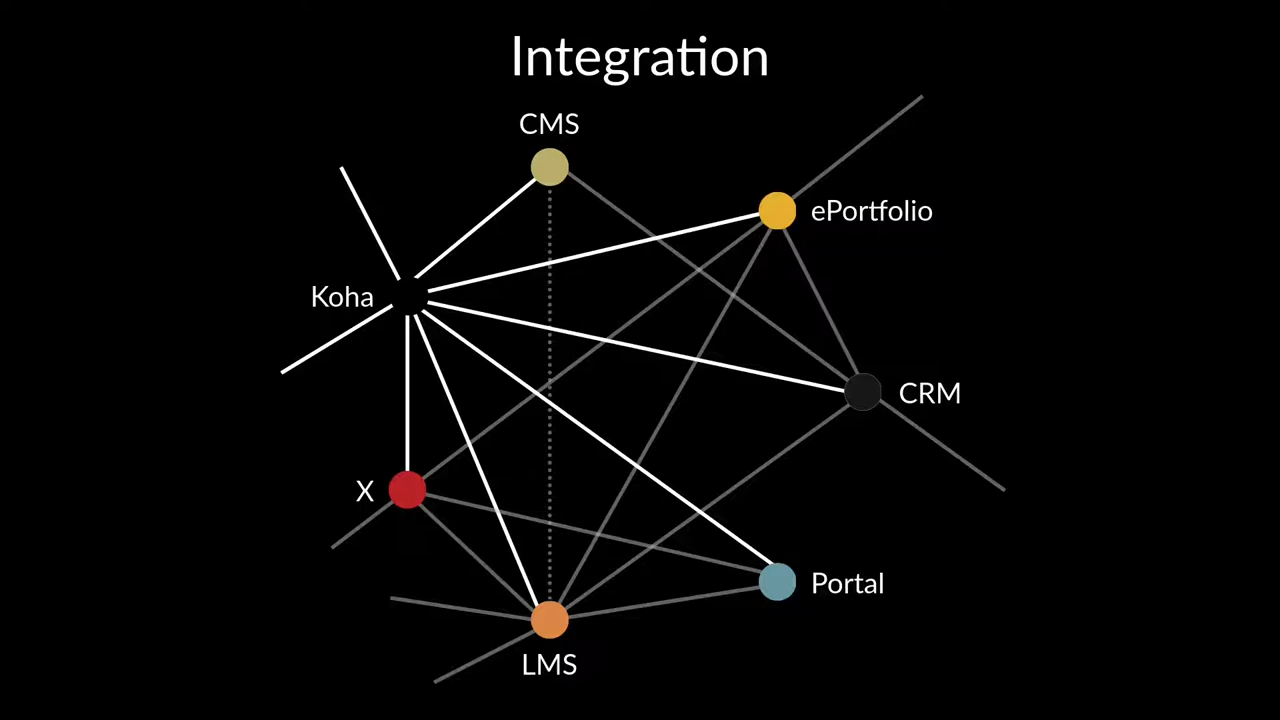 Integration
CMS
ePortfolio
Koha
CRM
X
Portal
LMS